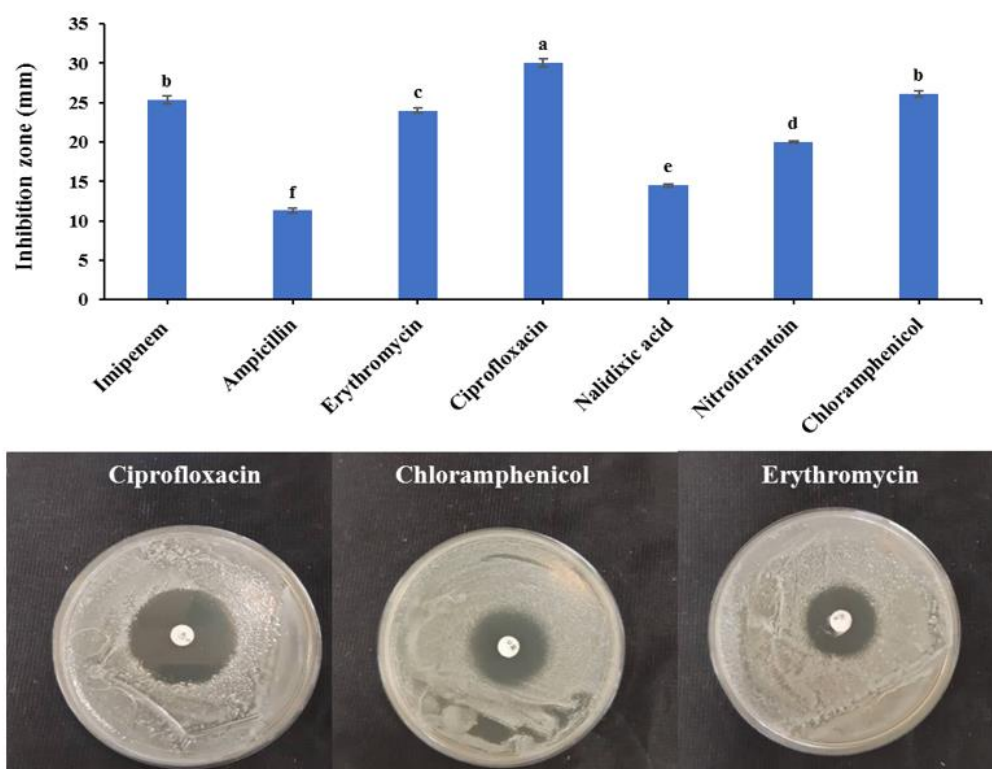 35
30
25
20
15
10
5
0
Inhibition zone (mm)
b
f
c
a
e
d
b
Imipenem
Ampicillin
Erythromycin
Ciprofloxacin
Nalidixic acid
Nitrofurantoin
Chloramphenicol
Ciprofloxacin
Chloramphenicol
Erythromycin